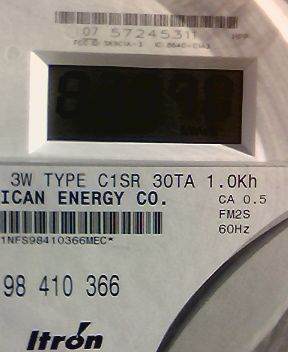 07 57245311
3W TYPE C1SR 30TA 1.0Kh
ICAN ENERGY CO.
CA 0.5
FM2S
60Hz
1NFS98410366MEC*
98 410 366
Itrón